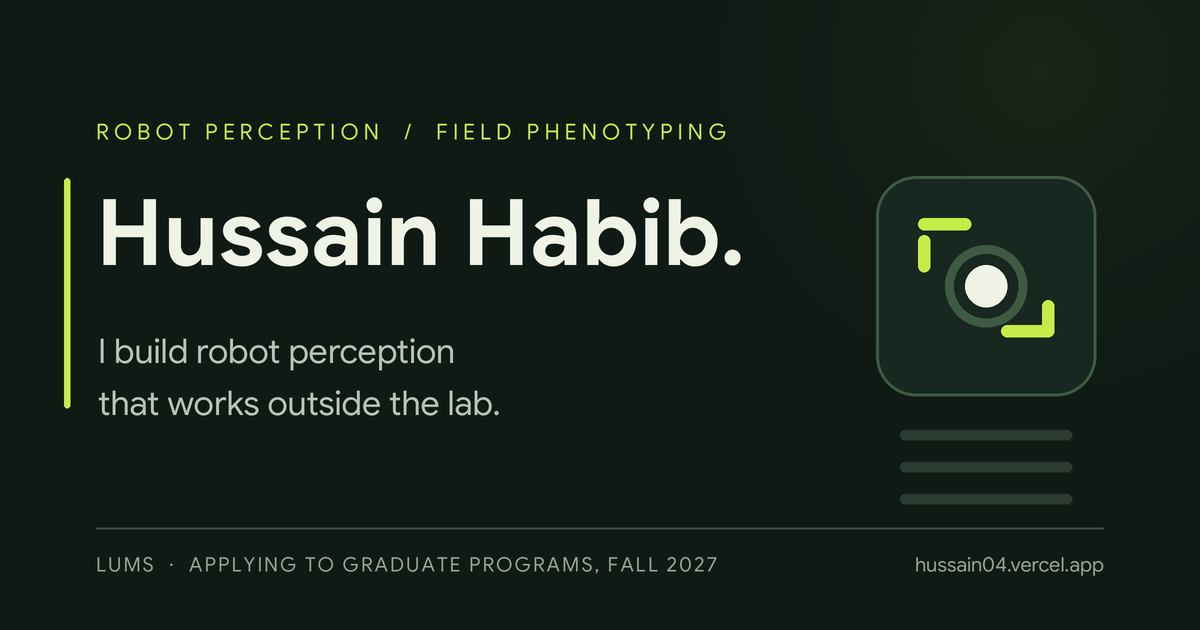 ROBOT PERCEPTION / FIELD PHENOTYPING
Hussain Habib.
I build robot perception
that works outside the lab.
LUMS · APPLYING TO GRADUATE PROGRAMS, FALL 2027
hussain04.vercel.app